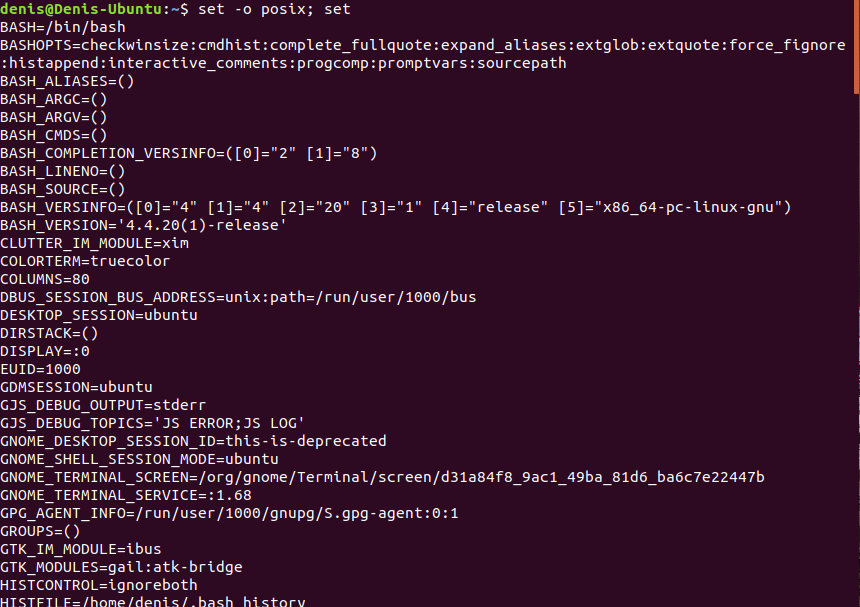 denis@Denis-Ubuntu:~$ set -o posix; set
BASH=/bin/bash
BASHOPTS=checkwinsize:cmdhist:complete_fullquote:expand_aliases:extglob:extquote:force_fignore
:histappend:interactive_comments:progcomp:promptvars:sourcepath
BASH_ALIASES=()
BASH_ARGC=()
BASH_ARGV=()
BASH_CMDS=()
BASH_COMPLETION_VERSINFO=([0]="2" [1]="8")
BASH_LINENO=()
BASH_SOURCE=()
BASH_VERSINFO=([0]="4" [1]="4" [2]="20" [3]="1" [4]="release" [5]="x86_64-pc-linux-gnu")
BASH_VERSION='4.4.20(1)-release'
CLUTTER_IM_MODULE=xim
COLORTERM=truecolor
COLUMNS=80
DBUS_SESSION_BUS_ADDRESS=unix:path=/run/user/1000/bus
DESKTOP_SESSION=ubuntu
DIRSTACK=()
DISPLAY=:0
EUID=1000
GDMSESSION=ubuntu
GJS_DEBUG_OUTPUT=stderr
GJS_DEBUG_TOPICS='JS ERROR;JS LOG'
GNOME_DESKTOP_SESSION_ID=this-is-deprecated
GNOME_SHELL_SESSION_MODE=ubuntu
GNOME_TERMINAL_SCREEN=/org/gnome/Terminal/screen/d31a84f8_9ac1_49ba_81d6_ba6c7e22447b
GNOME_TERMINAL_SERVICE=:1.68
GPG_AGENT_INFO=/run/user/1000/gnupg/S.gpg-agent:0:1
GROUPS=()
GTK_IM_MODULE=ibus
GTK_MODULES=gail:atk-bridge
HISTCONTROL=ignoreboth
HISTFILE=/home/denis/.bash_history